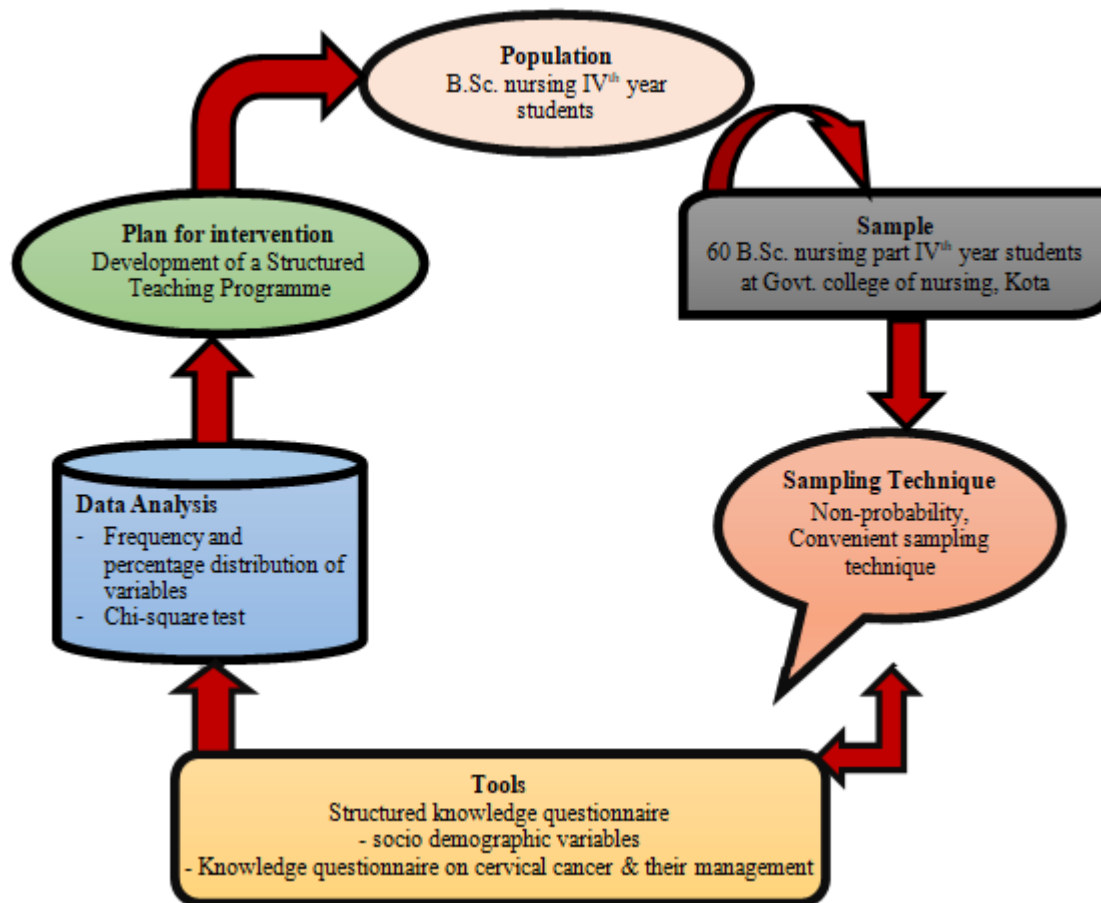 Population
B.Sc. nursing IVth year
students
Sample
60 B.Sc. nursing part IVth year students
at Govt. college of nursing, Kota
Sampling Technique
Non-probability,
Convenient sampling
technique
Tools
Structured knowledge questionnaire
- socio demographic variables
- Knowledge questionnaire on cervical cancer & their management
Data Analysis
- Frequency and
percentage distribution of
variables
- Chi-square test
Plan for intervention
Development of a Structured
Teaching Programme